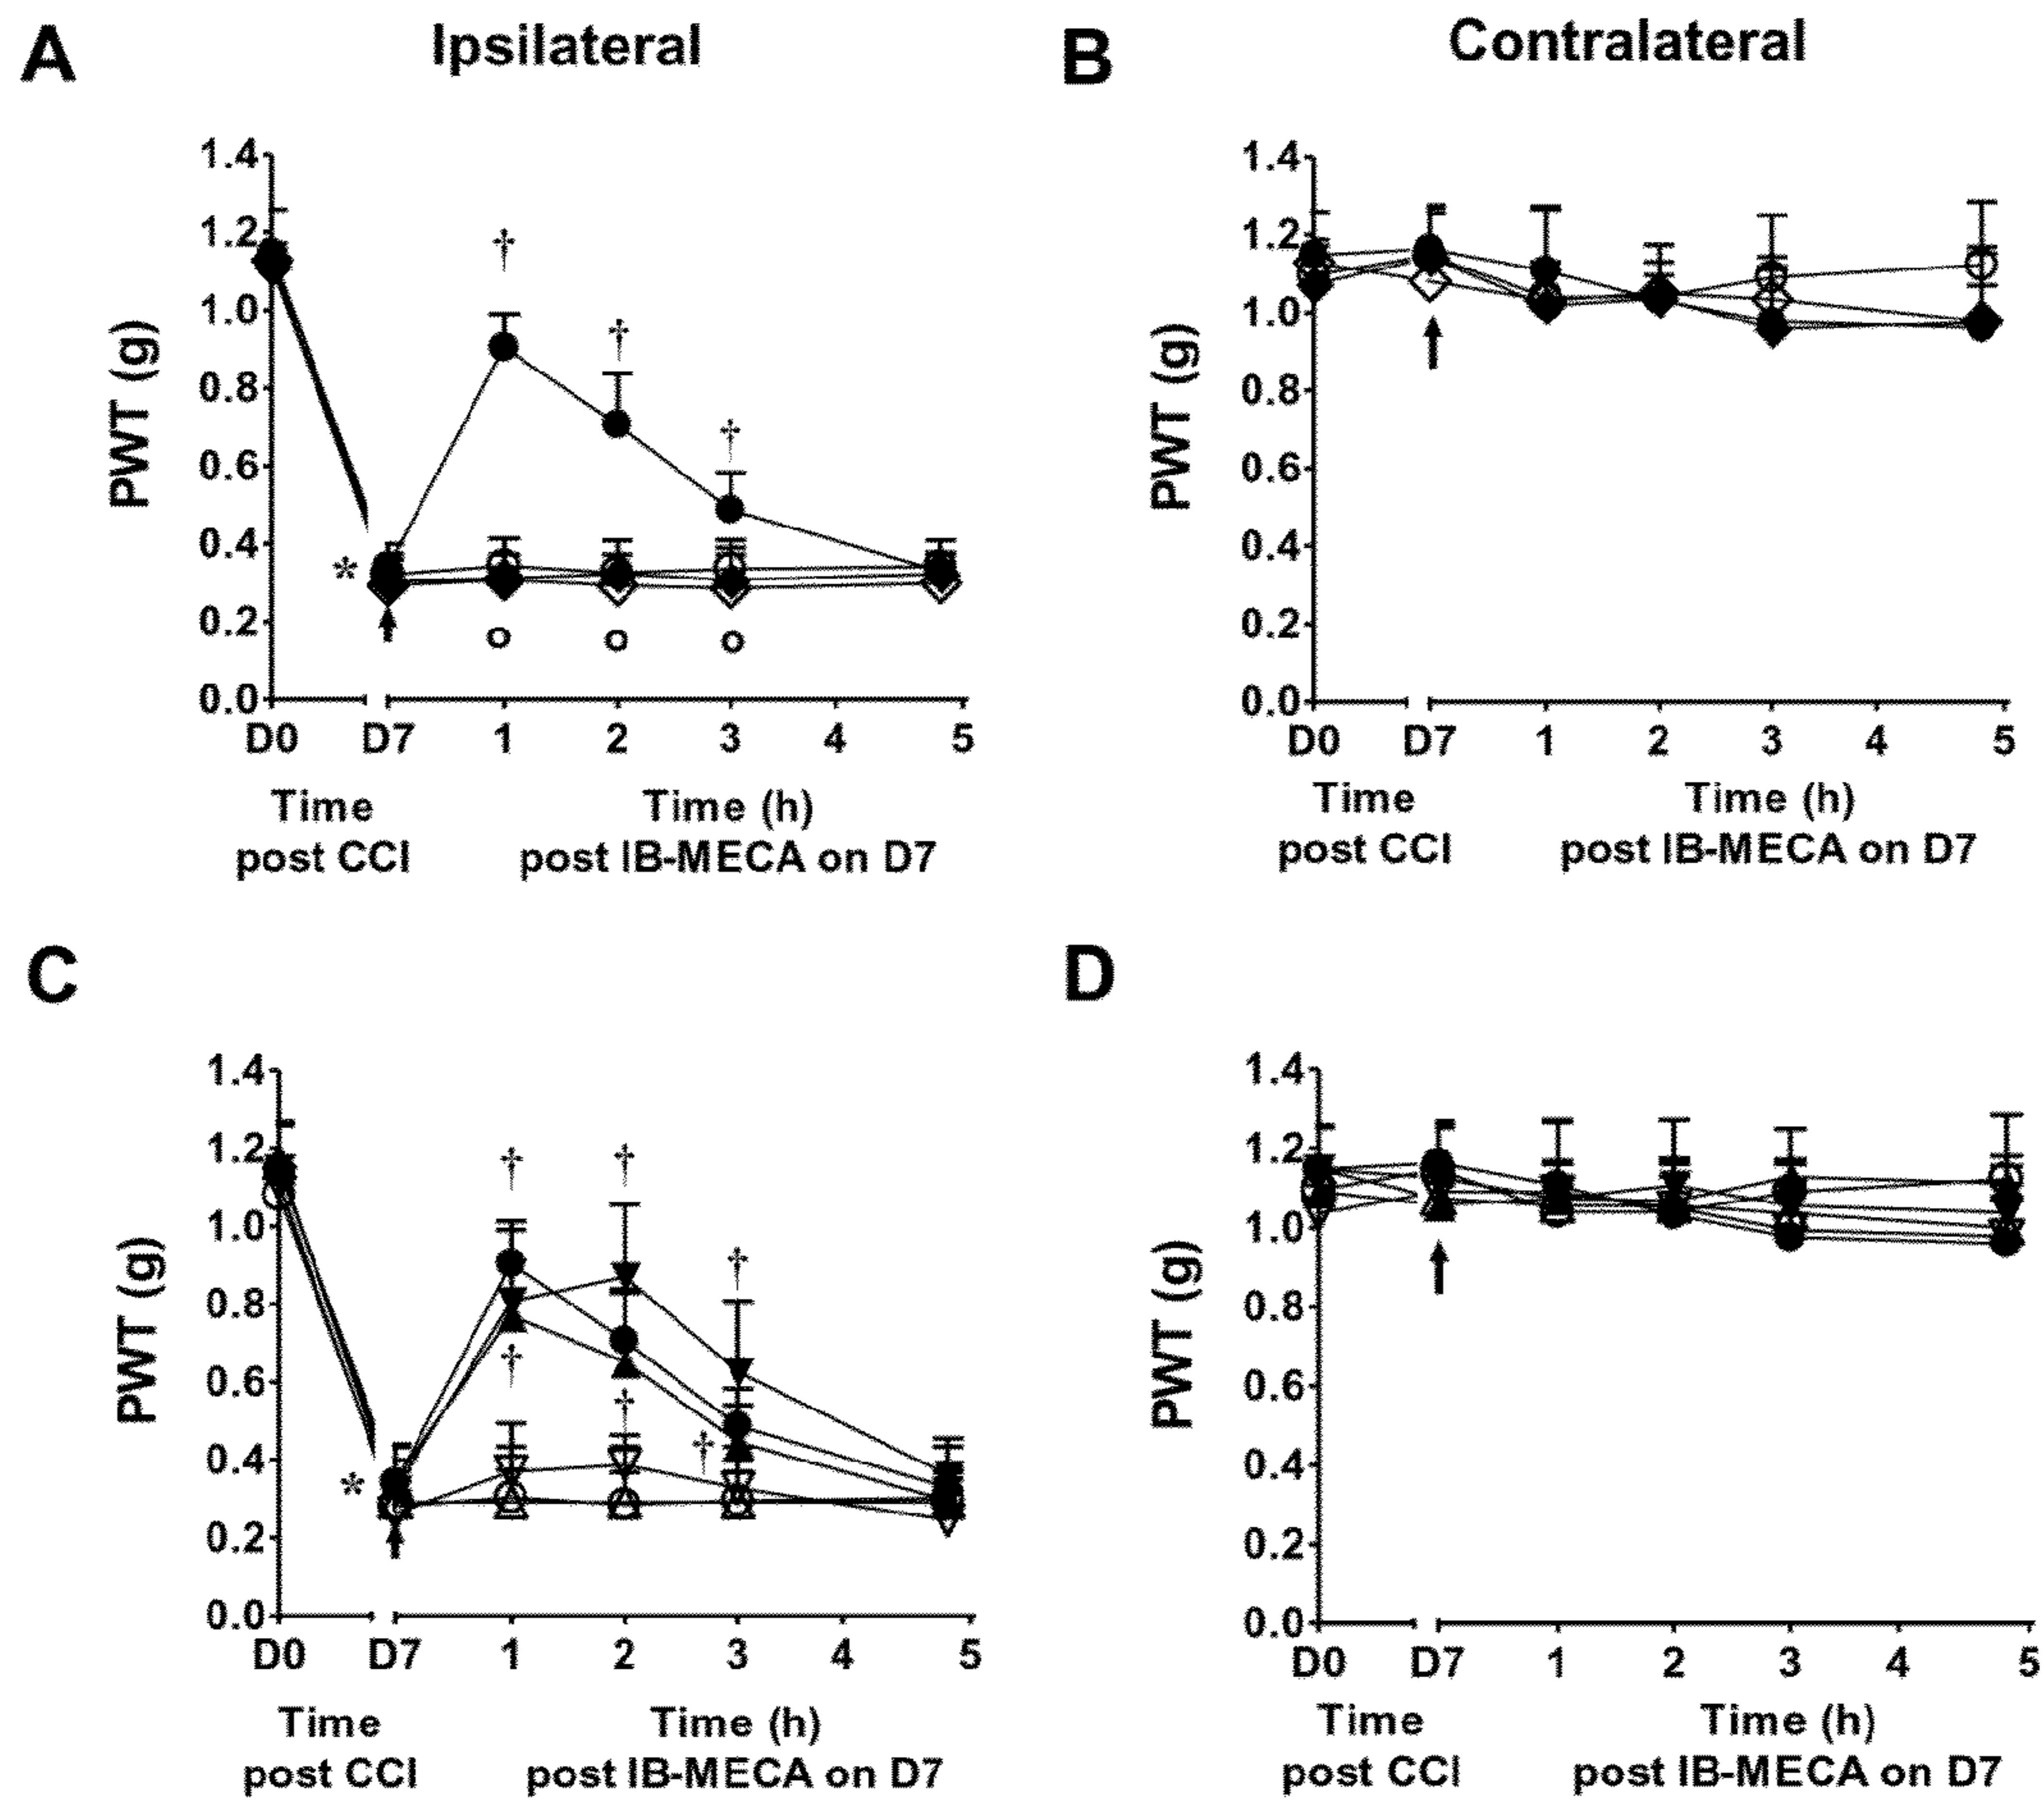 A
Ipsilateral
PWT (g)
1.4
1.2
1.0
0.8
0.6
0.4
0.2
0.0
†
†
†
*
o o o
D0 D7 1 2 3 4 5
Time Time (h)
post CCI post IB-MECA on D7
B
Contralateral
PWT (g)
1.4
1.2
1.0
0.8
0.6
0.4
0.2
0.0
D0 D7 1 2 3 4 5
Time Time (h)
post CCI post IB-MECA on D7
C
PWT (g)
1.4
1.2
1.0
0.8
0.6
0.4
0.2
0.0
† †
†
†
†
†
*
D0 D7 1 2 3 4 5
Time Time (h)
post CCI post IB-MECA on D7
D
PWT (g)
1.4
1.2
1.0
0.8
0.6
0.4
0.2
0.0
D0 D7 1 2 3 4 5
Time Time (h)
post CCI post IB-MECA on D7